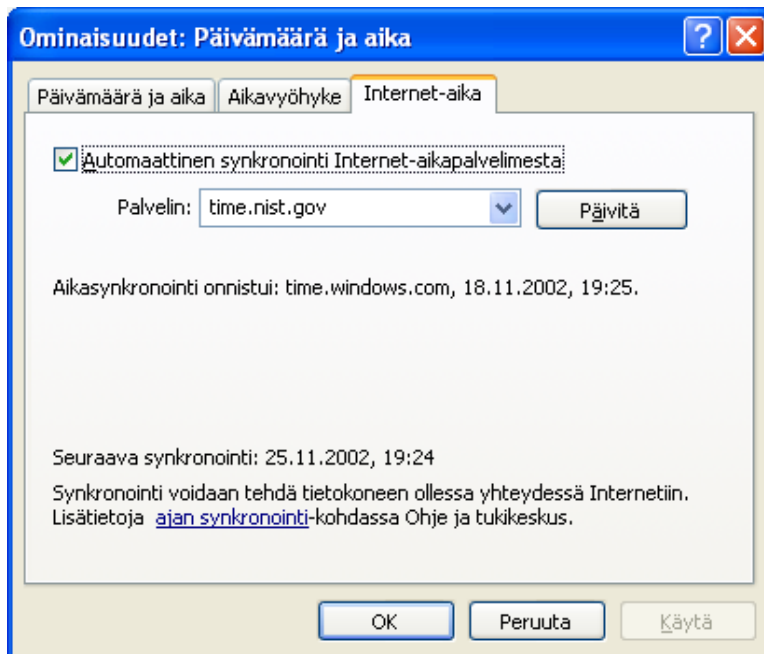 Ominaisuudet: Päivämäärä ja aika
Päivämäärä ja aika Aikavyöhyke Internet-aika
Automaattinen synkronointi Internet-aikapalvelimesta
Palvelin: time.nist.gov Päivitä
Aikasynkronointi onnistui: time.windows.com, 18.11.2002, 19:25.
Seuraava synkronointi: 25.11.2002, 19:24
Synkronointi voidaan tehdä tietokoneen ollessa yhteydessä Internetiin.
Lisätietoja ajan synkronointi-kohdassa Ohje ja tukikeskus.
OK Peruuta Käytä